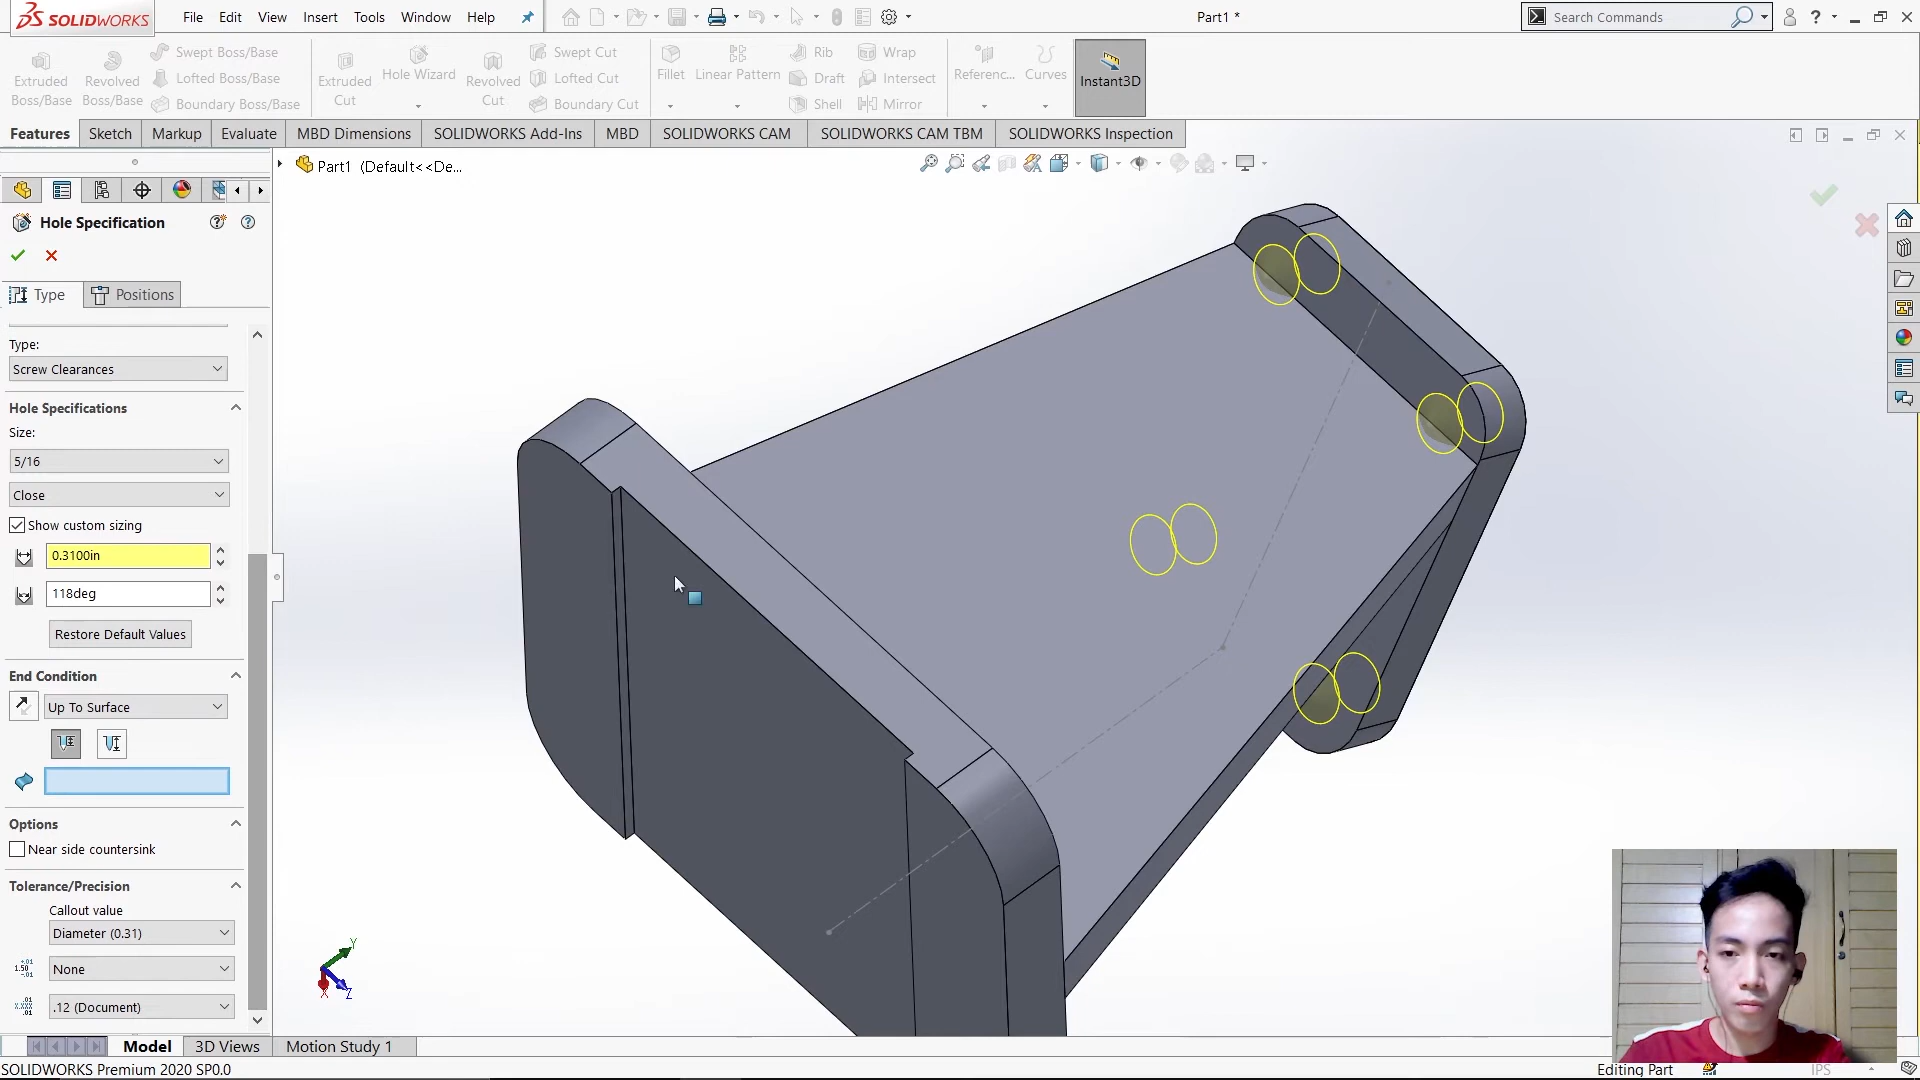 SOLIDWORKS
File Edit View Insert Tools Window Help
Part1 *
Search Commands
Extruded Boss/Base
Revolved Boss/Base
Swept Boss/Base
Lofted Boss/Base
Boundary Boss/Base
Extruded Cut
Hole Wizard
Revolved Cut
Swept Cut
Lofted Cut
Boundary Cut
Fillet
Linear Pattern
Rib
Draft
Shell
Wrap
Intersect
Mirror
Referenc...
Curves
Instant3D
Features Sketch Markup Evaluate MBD Dimensions SOLIDWORKS Add-Ins MBD SOLIDWORKS CAM SOLIDWORKS CAM TBM SOLIDWORKS Inspection
Part1 (Default<<De...
Hole Specification
Type Positions
Type:
Screw Clearances
Hole Specifications
Size:
5/16
Close
Show custom sizing
0.3100in
118deg
Restore Default Values
End Condition
Up To Surface
Options
Near side countersink
Tolerance/Precision
Callout value
Diameter (0.31)
None
.12 (Document)
Y
X
Z
Model 3D Views Motion Study 1
SOLIDWORKS Premium 2020 SP0.0
Editing Part
IPS